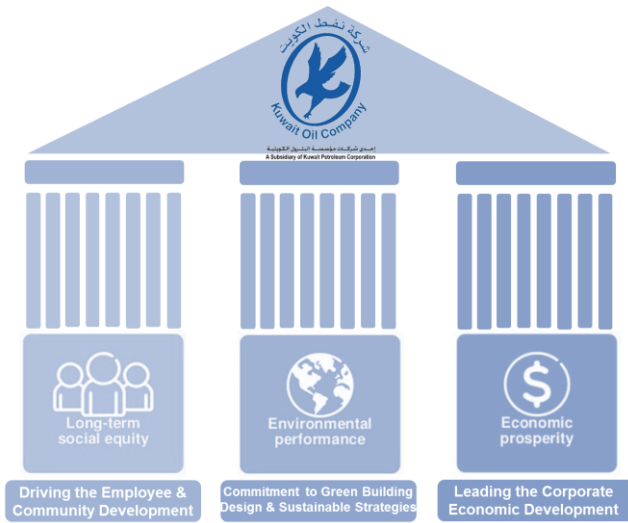 شركة نفط الكويت
Kuwait Oil Company
إحدى شركات مؤسسة البترول الكويتية
A Subsidiary of Kuwait Petroleum Corporation
Long-term
social equity
Environmental
performance
$
Economic
prosperity
Driving the Employee &
Community Development
Commitment to Green Building
Design & Sustainable Strategies
Leading the Corporate
Economic Development